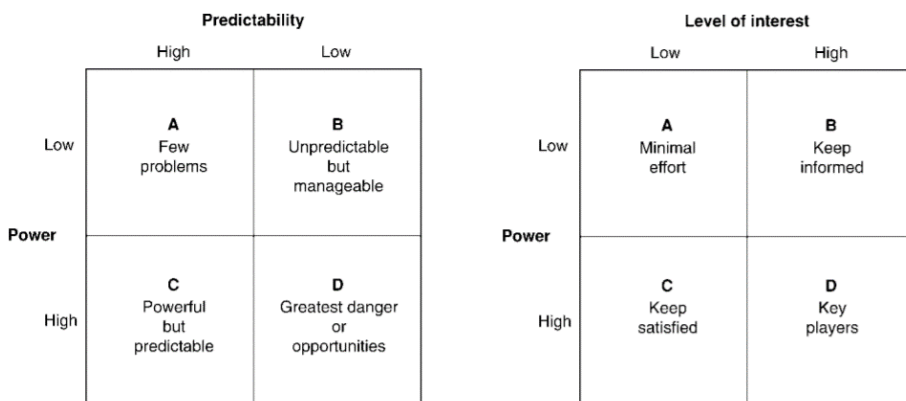 Predictability
High
Low
Low
A
Few
problems
B
Unpredictable
but
manageable
Power
High
C
Powerful
but
predictable
D
Greatest danger
or
opportunities
Level of interest
Low
High
Low
A
Minimal
effort
B
Keep
informed
Power
High
C
Keep
satisfied
D
Key
players